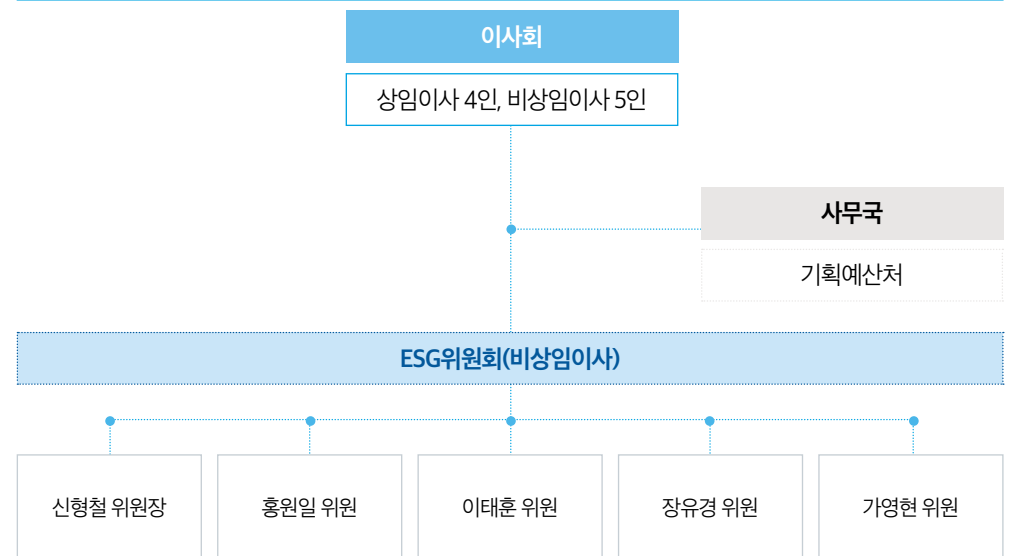 이사회
상임이사 4인, 비상임이사 5인
사무국
기획예산처
ESG위원회(비상임이사)
신형철 위원장
홍원일 위원
이태훈 위원
장유경 위원
가영현 위원